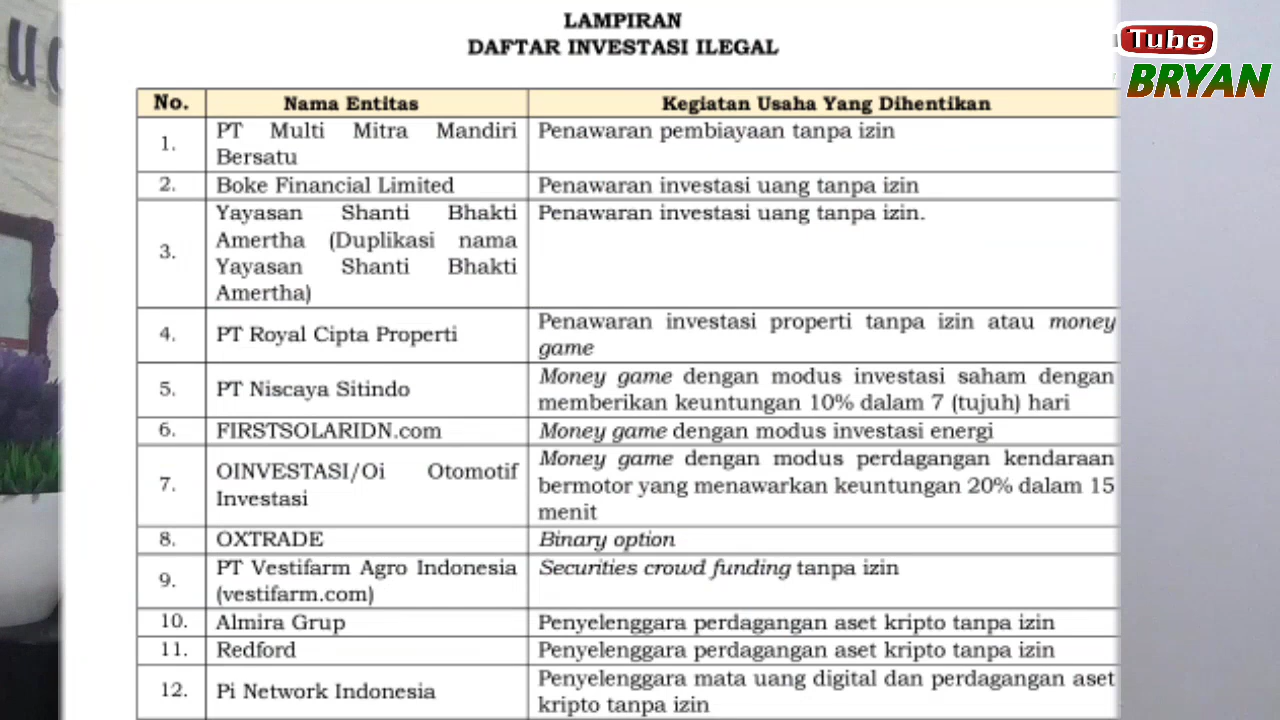 LAMPIRAN
DAFTAR INVESTASI ILEGAL
Tube
BRYAN
No. Nama Entitas Kegiatan Usaha Yang Dihentikan
1. PT Multi Mitra Mandiri Bersatu Penawaran pembiayaan tanpa izin
2. Boke Financial Limited Penawaran investasi uang tanpa izin
3. Yayasan Shanti Bhakti Amertha (Duplikasi nama Yayasan Shanti Bhakti Amertha) Penawaran investasi uang tanpa izin.
4. PT Royal Cipta Properti Penawaran investasi properti tanpa izin atau money game
5. PT Niscaya Sitindo Money game dengan modus investasi saham dengan memberikan keuntungan 10% dalam 7 (tujuh) hari
6. FIRSTSOLARIDN.com Money game dengan modus investasi energi
7. OINVESTASI/Oi Otomotif Investasi Money game dengan modus perdagangan kendaraan bermotor yang menawarkan keuntungan 20% dalam 15 menit
8. OXTRADE Binary option
9. PT Vestifarm Agro Indonesia (vestifarm.com) Securities crowd funding tanpa izin
10. Almira Grup Penyelenggara perdagangan aset kripto tanpa izin
11. Redford Penyelenggara perdagangan aset kripto tanpa izin
12. Pi Network Indonesia Penyelenggara mata uang digital dan perdagangan aset kripto tanpa izin